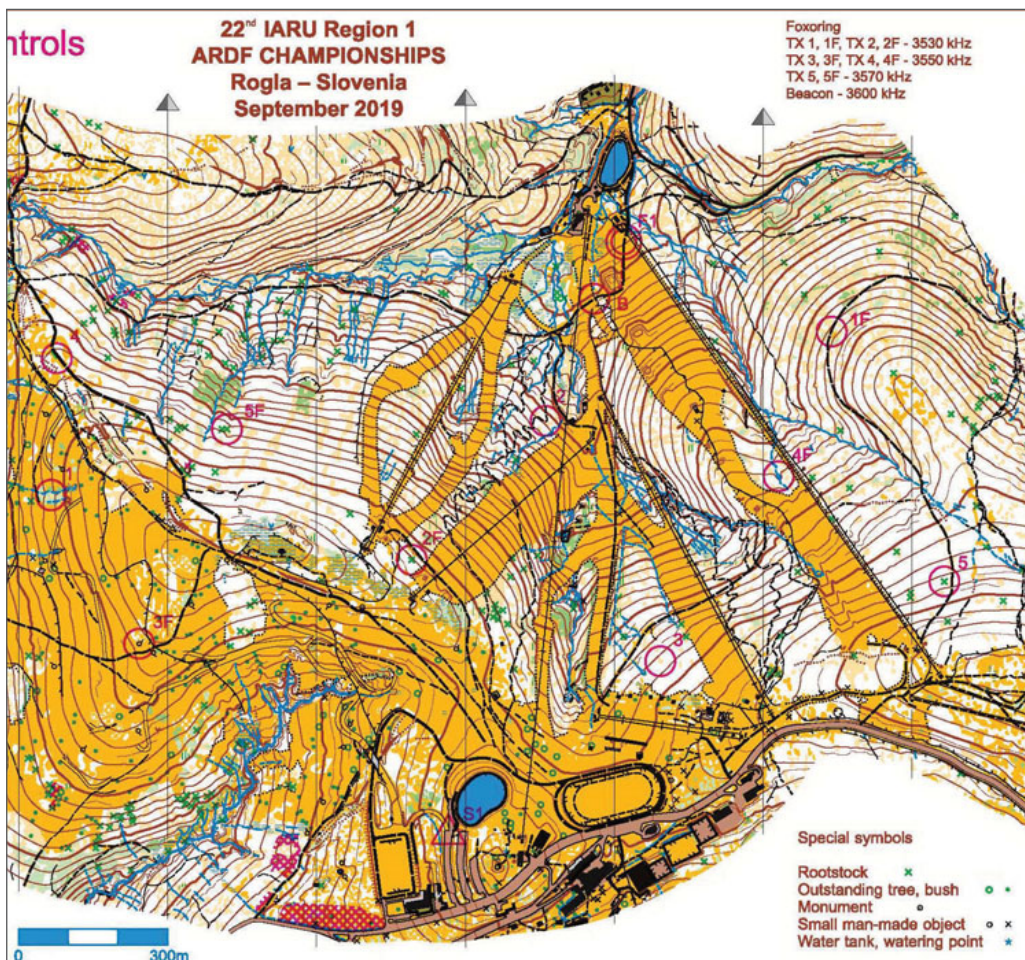 ntrols
22nd IARU Region 1
ARDF CHAMPIONSHIPS
Rogla – Slovenia
September 2019
Foxoring
TX 1, 1F, TX 2, 2F - 3530 kHz
TX 3, 3F, TX 4, 4F - 3550 kHz
TX 5, 5F - 3570 kHz
Beacon - 3600 kHz
F1
B
1F
4
2
5F
4F
2F
5
3F
3
S1
Special symbols
Rootstock
Outstanding tree, bush
Monument
Small man-made object
Water tank, watering point
0
300m